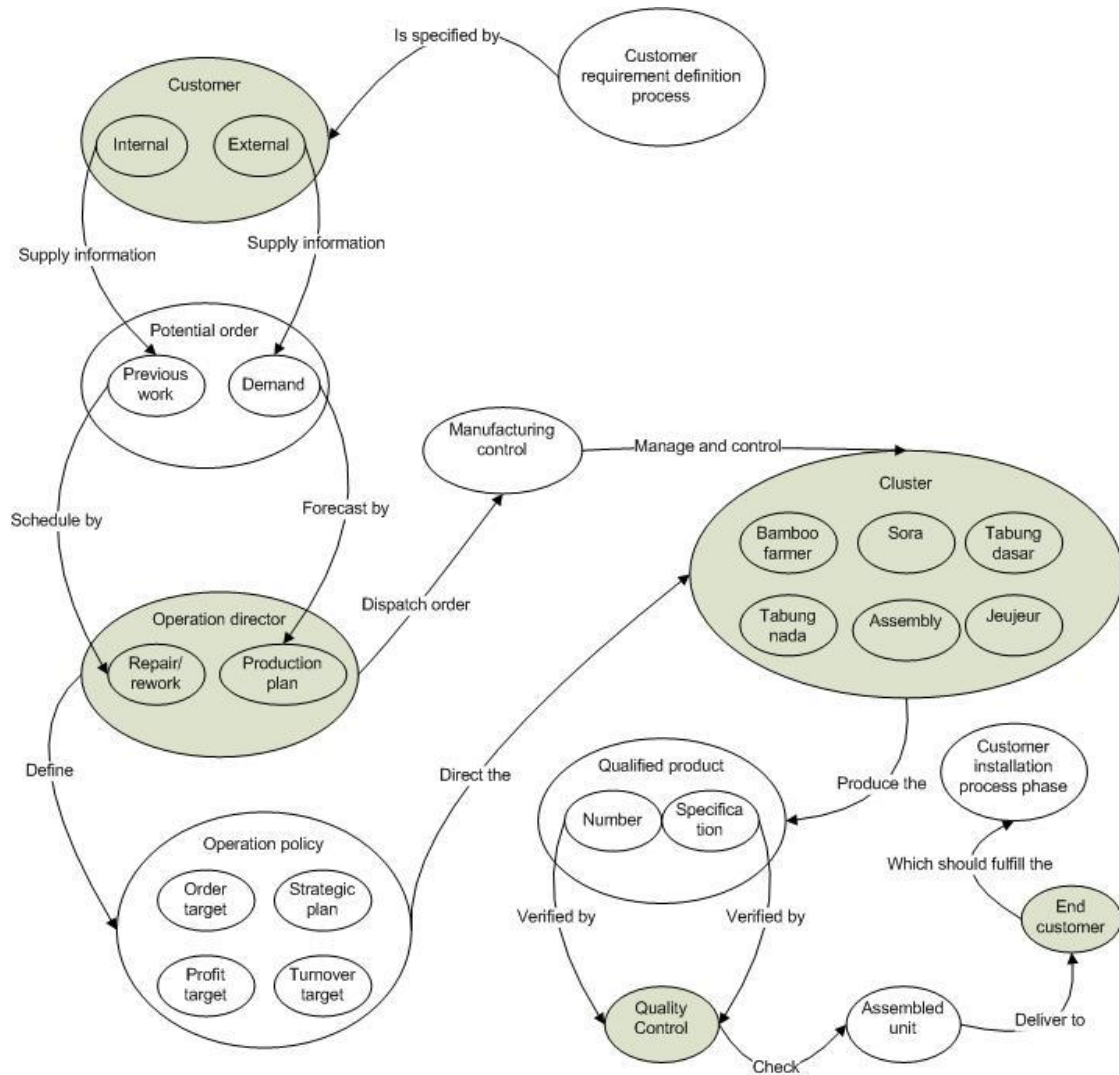 Is specified by
Customer
requirement definition
process
Customer
Internal
External
Supply information
Supply information
Potential order
Previous
work
Demand
Manufacturing
control
Manage and control
Cluster
Bamboo
farmer
Sora
Tabung
dasar
Tabung
nada
Assembly
Jeujeur
Schedule by
Forecast by
Dispatch order
Operation director
Repair/
rework
Production
plan
Define
Direct the
Produce the
Customer
installation
process phase
Qualified product
Number
Specifica
tion
Operation policy
Order
target
Strategic
plan
Profit
target
Turnover
target
Which should fulfill the
End
customer
Verified by
Verified by
Quality
Control
Check
Assembled
unit
Deliver to